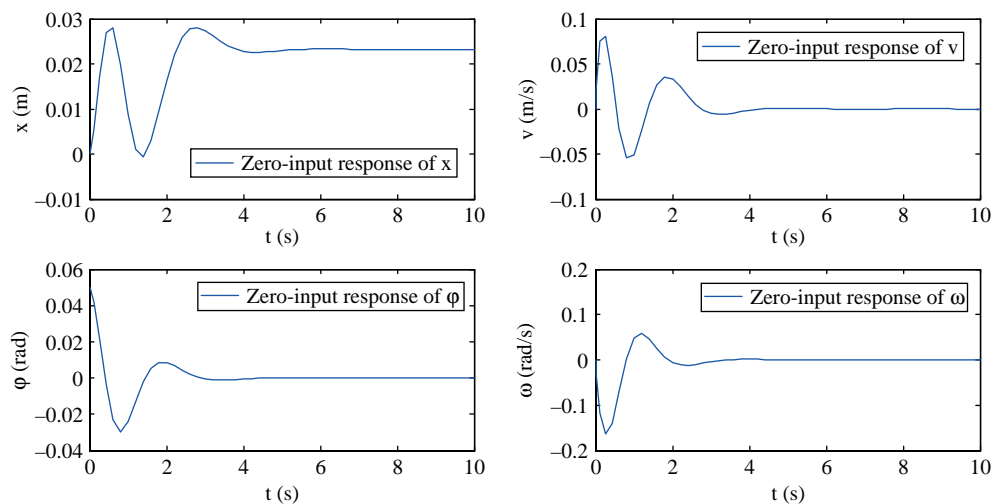 0.03
0.02
0.01
0
–0.01
x (m)
Zero-input response of x
0 2 4 6 8 10
t (s)
0.1
0.05
0
–0.05
–0.1
v (m/s)
Zero-input response of v
0 2 4 6 8 10
t (s)
0.06
0.04
0.02
0
–0.02
–0.04
φ (rad)
Zero-input response of φ
0 2 4 6 8 10
t (s)
0.2
0.1
0
–0.1
–0.2
ω (rad/s)
Zero-input response of ω
0 2 4 6 8 10
t (s)